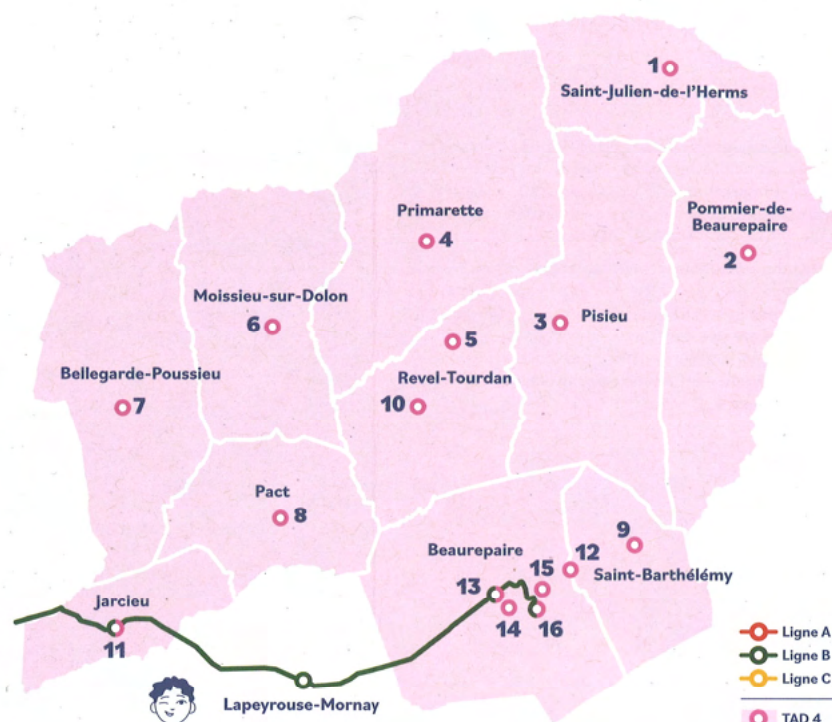 1
Saint-Julien-de-l'Herms
Pommier-de-
Beaurepaire
2
Primarette
4
Moissieu-sur-Dolon
6
3
Pisieu
5
Revel-Tourdan
10
Bellegarde-Poussieu
7
Pact
8
9
Saint-Barthélémy
Beaurepaire
12
15
13
14
16
Jarcieu
11
Lapeyrouse-Mornay
Ligne A
Ligne B
Ligne C
TAD 4